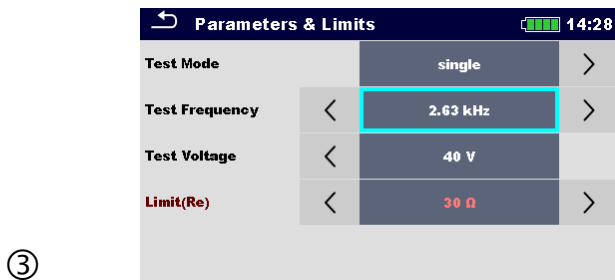 Parameters & Limits 14:28
Test Mode single
Test Frequency 2.63 kHz
Test Voltage 40 V
Limit(Re) 30 Ω
③